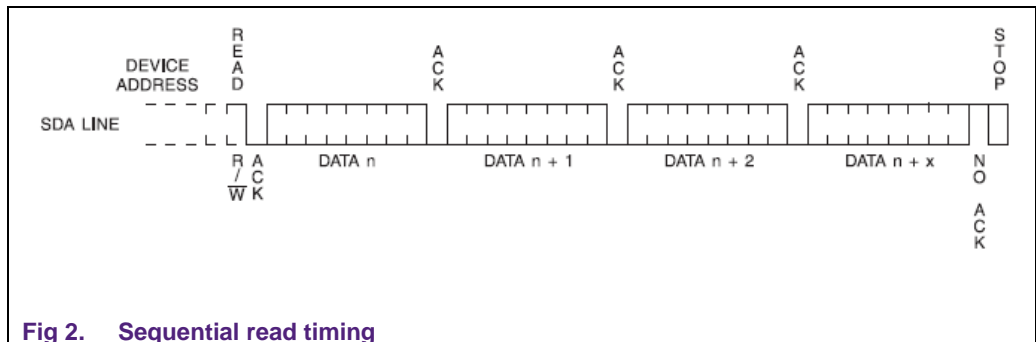 DEVICE
ADDRESS
READ
ACK
ACK
ACK
STOP
SDA LINE
R/W
ACK
DATA n
DATA n + 1
DATA n + 2
DATA n + x
NO ACK
Fig 2. Sequential read timing